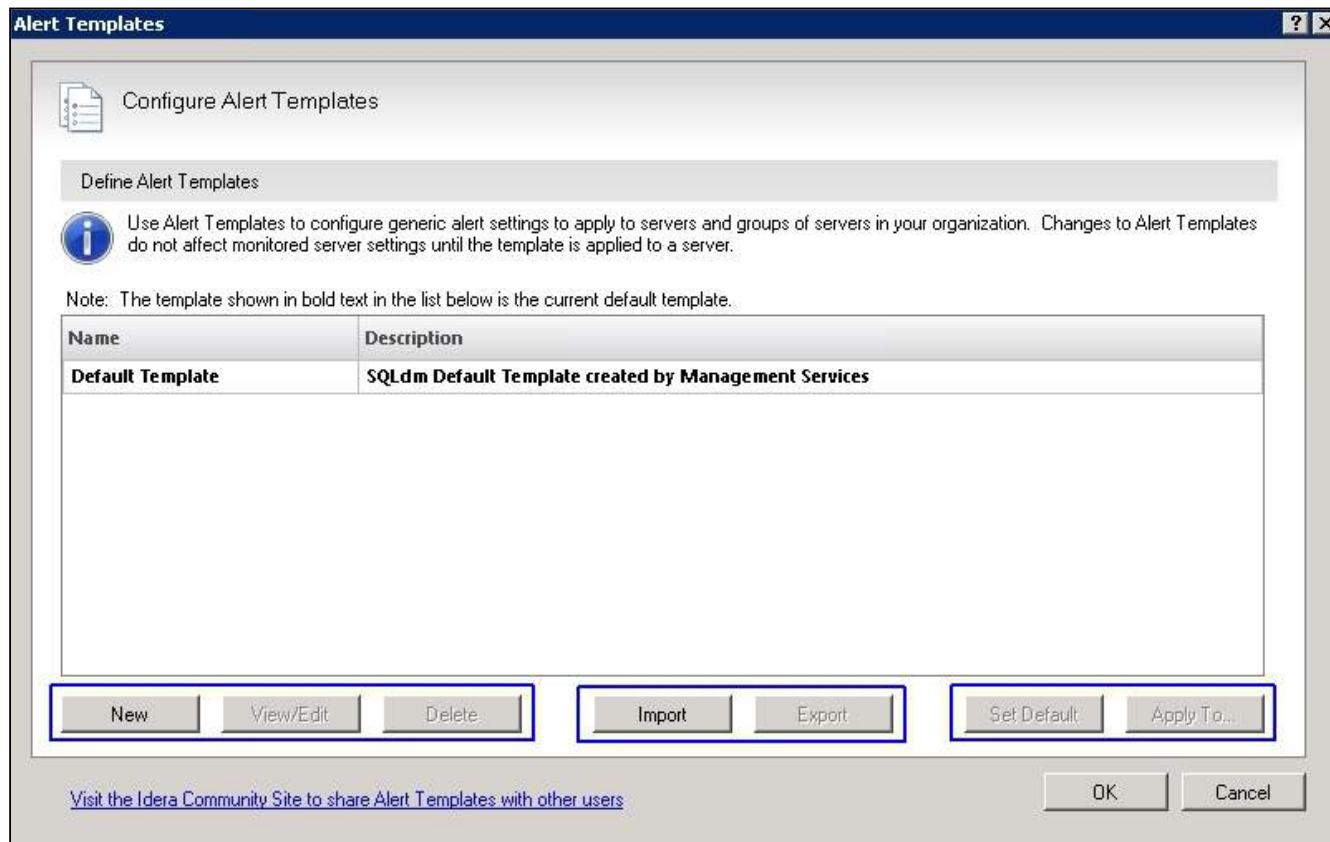 Alert Templates
?
Configure Alert Templates
Define Alert Templates
Use Alert Templates to configure generic alert settings to apply to servers and groups of servers in your organization. Changes to Alert Templates
do not affect monitored server settings until the template is applied to a server.
Note: The template shown in bold text in the list below is the current default template.
Name Description
Default Template SQLdm Default Template created by Management Services
New View/Edit Delete Import Export Set Default Apply To...
Visit the Idera Community Site to share Alert Templates with other users
OK Cancel